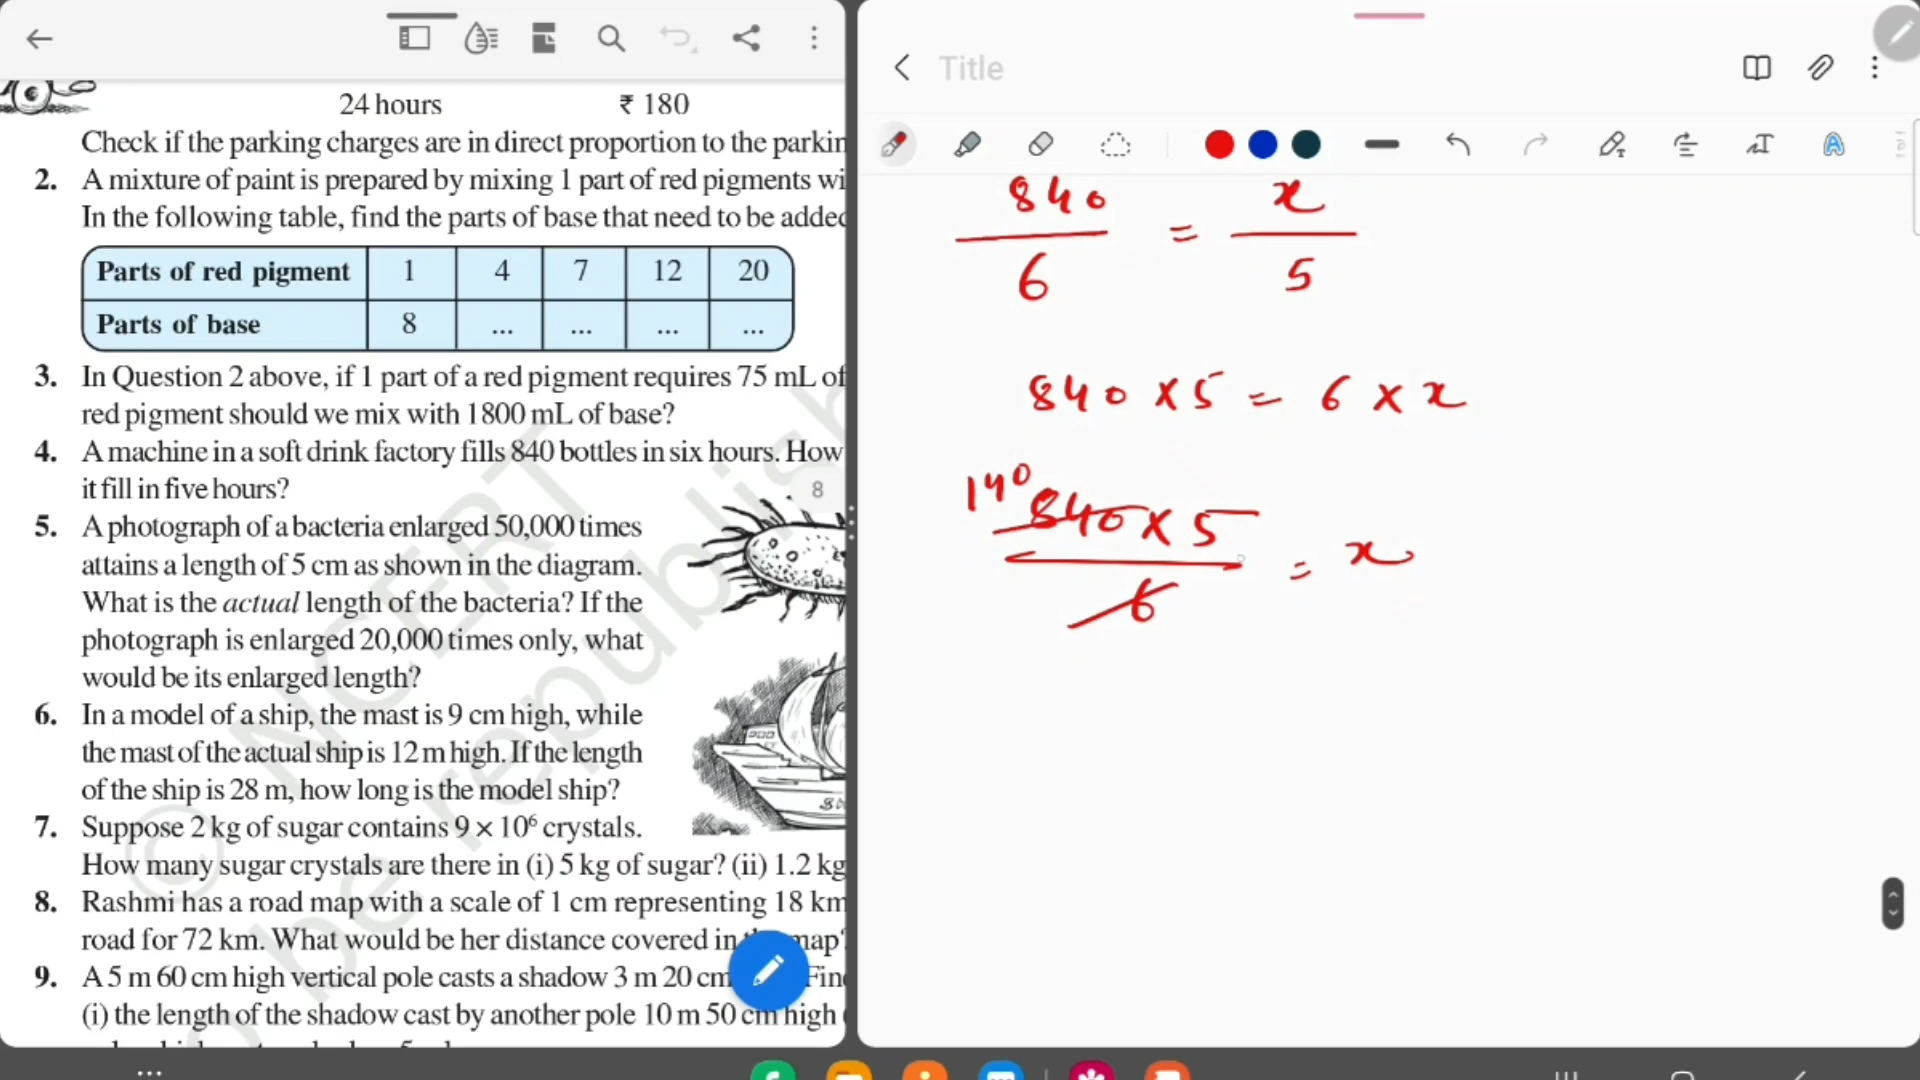 24 hours ₹ 180
Check if the parking charges are in direct proportion to the parkin
2. A mixture of paint is prepared by mixing 1 part of red pigments wi
In the following table, find the parts of base that need to be added
Parts of red pigment 1 4 7 12 20
Parts of base 8 ... ... ... ...
3. In Question 2 above, if 1 part of a red pigment requires 75 mL of
red pigment should we mix with 1800 mL of base?
4. A machine in a soft drink factory fills 840 bottles in six hours. How
it fill in five hours?
8
5. A photograph of a bacteria enlarged 50,000 times
attains a length of 5 cm as shown in the diagram.
What is the actual length of the bacteria? If the
photograph is enlarged 20,000 times only, what
would be its enlarged length?
6. In a model of a ship, the mast is 9 cm high, while
the mast of the actual ship is 12 m high. If the length
of the ship is 28 m, how long is the model ship?
7. Suppose 2 kg of sugar contains 9 × 10⁶ crystals.
How many sugar crystals are there in (i) 5 kg of sugar? (ii) 1.2 kg
8. Rashmi has a road map with a scale of 1 cm representing 18 km
road for 72 km. What would be her distance covered in map?
9. A 5 m 60 cm high vertical pole casts a shadow 3 m 20 cm Find
(i) the length of the shadow cast by another pole 10 m 50 cm high
© NCERT
be republish
Title
840/6 = x/5
840 × 5 = 6 × x
140
840 × 5/6 = x